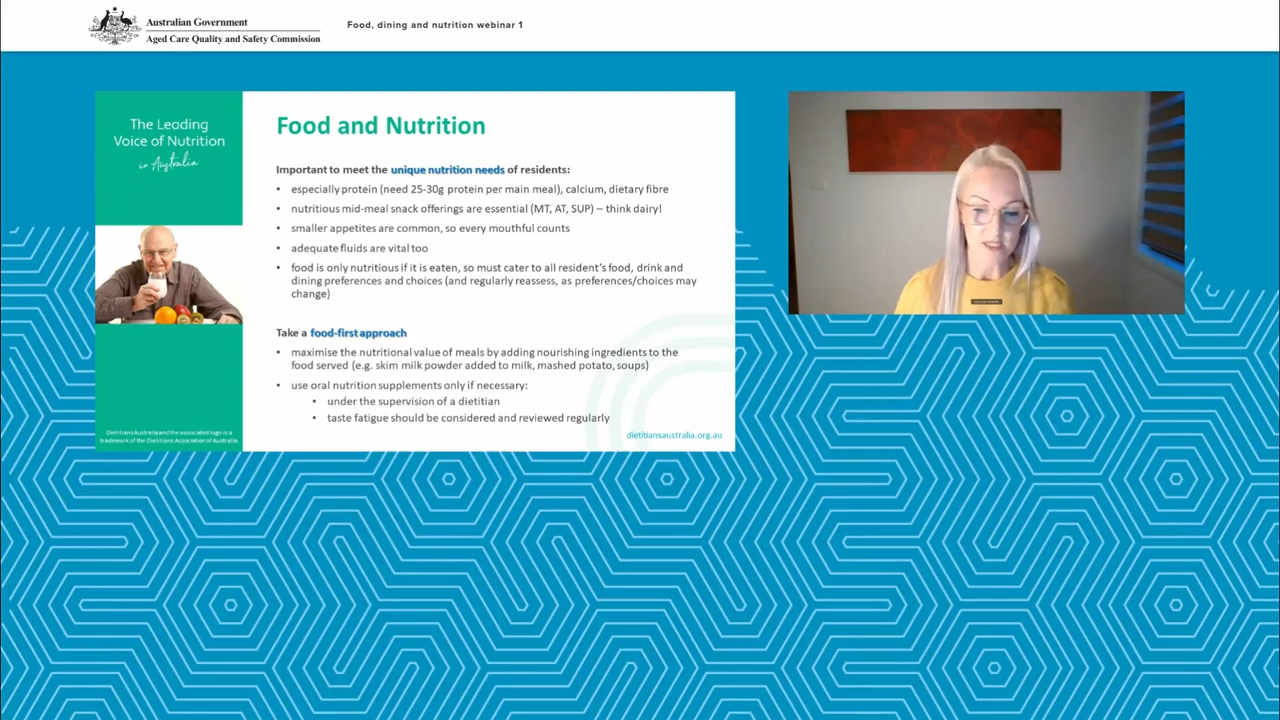 Australian Government
Aged Care Quality and Safety Commission
Food, dining and nutrition webinar 1
The Leading
Voice of Nutrition
in Australia
Dietitians Australia and the associated logo is a
trademark of the Dietitians Association of Australia
Food and Nutrition
Important to meet the unique nutrition needs of residents:
• especially protein (need 25-30g protein per main meal), calcium, dietary fibre
• nutritious mid-meal snack offerings are essential (MT, AT, SUP) – think dairy!
• smaller appetites are common, so every mouthful counts
• adequate fluids are vital too
• food is only nutritious if it is eaten, so must cater to all resident's food, drink and
dining preferences and choices (and regularly reassess, as preferences/choices may
change)
Take a food-first approach
• maximise the nutritional value of meals by adding nourishing ingredients to the
food served (e.g. skim milk powder added to milk, mashed potato, soups)
• use oral nutrition supplements only if necessary:
• under the supervision of a dietitian
• taste fatigue should be considered and reviewed regularly
dietitiansaustralia.org.au